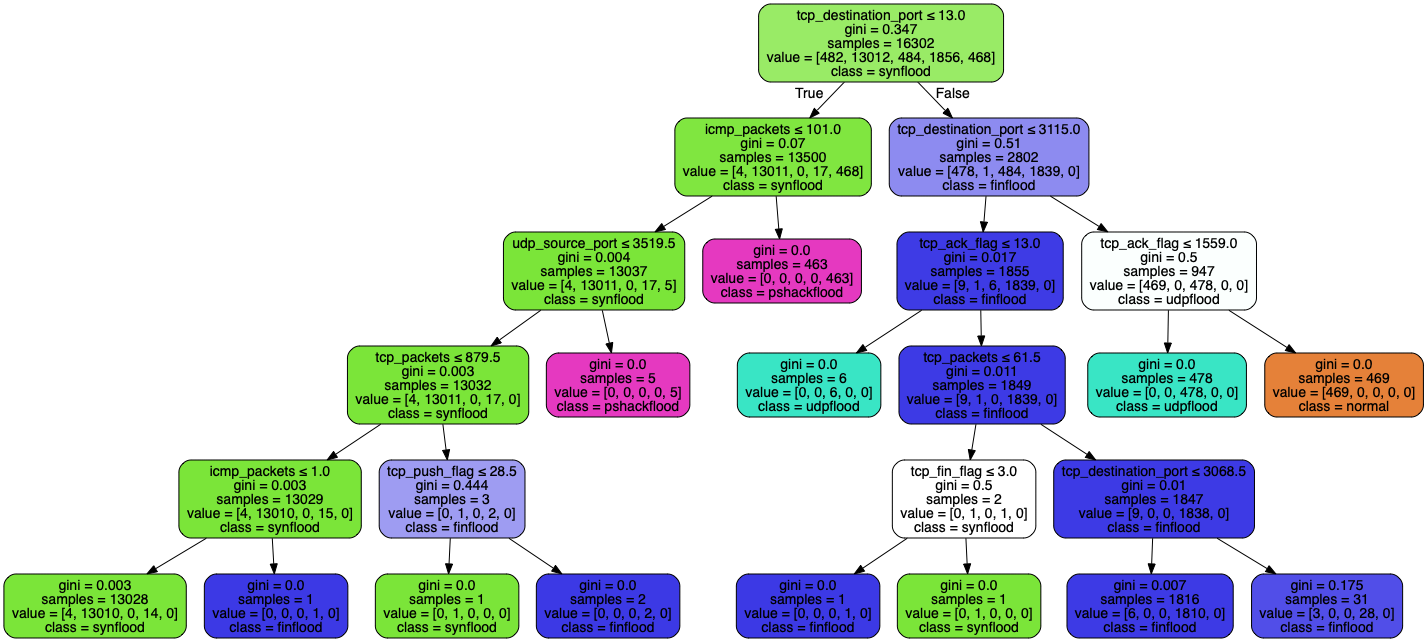 tcp_destination_port ≤ 13.0
gini = 0.347
samples = 16302
value = [482, 13012, 484, 1856, 468]
class = synflood
True
False
icmp_packets ≤ 101.0
gini = 0.07
samples = 13500
value = [4, 13011, 0, 17, 468]
class = synflood
tcp_destination_port ≤ 3115.0
gini = 0.51
samples = 2802
value = [478, 1, 484, 1839, 0]
class = finflood
udp_source_port ≤ 3519.5
gini = 0.004
samples = 13037
value = [4, 13011, 0, 17, 5]
class = synflood
gini = 0.0
samples = 463
value = [0, 0, 0, 0, 463]
class = pshackflood
tcp_ack_flag ≤ 13.0
gini = 0.017
samples = 1855
value = [9, 1, 6, 1839, 0]
class = finflood
tcp_ack_flag ≤ 1559.0
gini = 0.5
samples = 947
value = [469, 0, 478, 0, 0]
class = udpflood
tcp_packets ≤ 879.5
gini = 0.003
samples = 13032
value = [4, 13011, 0, 17, 0]
class = synflood
gini = 0.0
samples = 5
value = [0, 0, 0, 0, 5]
class = pshackflood
gini = 0.0
samples = 6
value = [0, 0, 6, 0, 0]
class = udpflood
tcp_packets ≤ 61.5
gini = 0.011
samples = 1849
value = [9, 1, 0, 1839, 0]
class = finflood
gini = 0.0
samples = 478
value = [0, 0, 478, 0, 0]
class = udpflood
gini = 0.0
samples = 469
value = [469, 0, 0, 0, 0]
class = normal
icmp_packets ≤ 1.0
gini = 0.003
samples = 13029
value = [4, 13010, 0, 15, 0]
class = synflood
tcp_push_flag ≤ 28.5
gini = 0.444
samples = 3
value = [0, 1, 0, 2, 0]
class = finflood
tcp_fin_flag ≤ 3.0
gini = 0.5
samples = 2
value = [0, 1, 0, 1, 0]
class = synflood
tcp_destination_port ≤ 3068.5
gini = 0.01
samples = 1847
value = [9, 0, 0, 1838, 0]
class = finflood
gini = 0.003
samples = 13028
value = [4, 13010, 0, 14, 0]
class = synflood
gini = 0.0
samples = 1
value = [0, 0, 0, 1, 0]
class = finflood
gini = 0.0
samples = 1
value = [0, 1, 0, 0, 0]
class = synflood
gini = 0.0
samples = 2
value = [0, 0, 0, 2, 0]
class = finflood
gini = 0.0
samples = 1
value = [0, 0, 0, 1, 0]
class = finflood
gini = 0.0
samples = 1
value = [0, 1, 0, 0, 0]
class = synflood
gini = 0.007
samples = 1816
value = [6, 0, 0, 1810, 0]
class = finflood
gini = 0.175
samples = 31
value = [3, 0, 0, 28, 0]
class = finflood